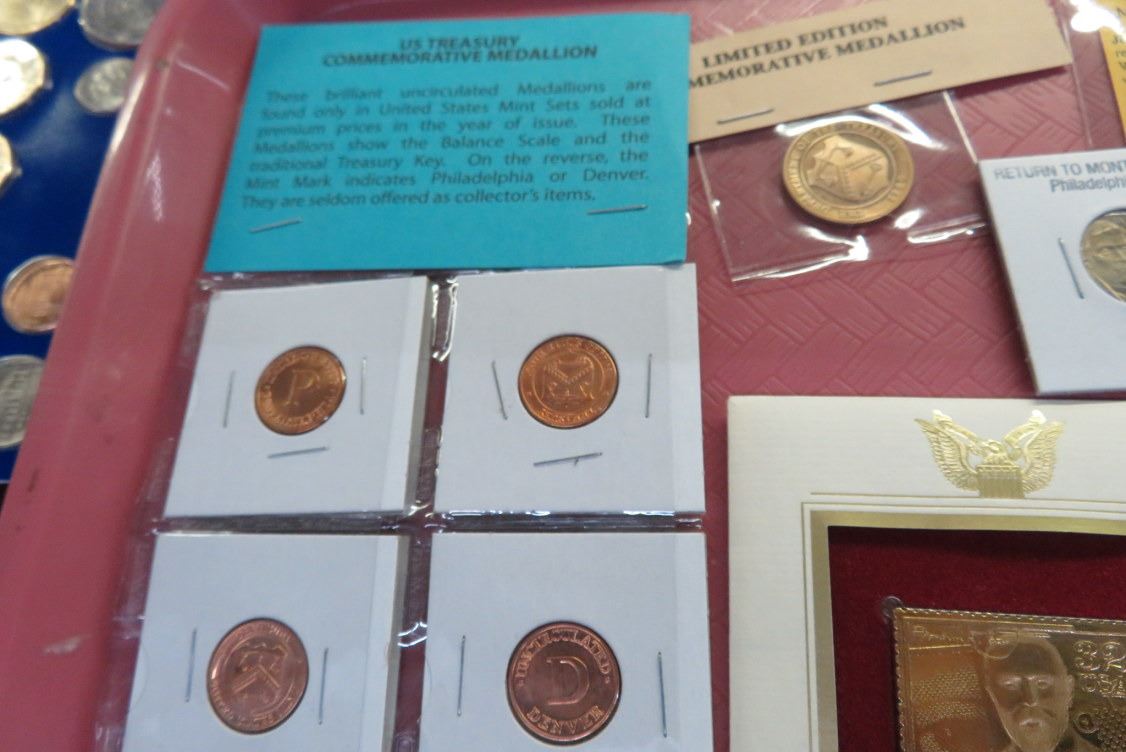 US TREASURY
COMMEMORATIVE MEDALLION
These brilliant uncirculated Medallions are
found only in United States Mint Sets sold at
premium prices in the year of issue. These
Medallions show the Balance Scale and the
traditional Treasury Key. On the reverse, the
Mint Mark indicates Philadelphia or Denver.
They are seldom offered as collector's items.
LIMITED EDITION
MEMORATIVE MEDALLION
RETURN TO MONT
Philadelphi
P
UNCIRCULATED
D
DENVER
32
USA